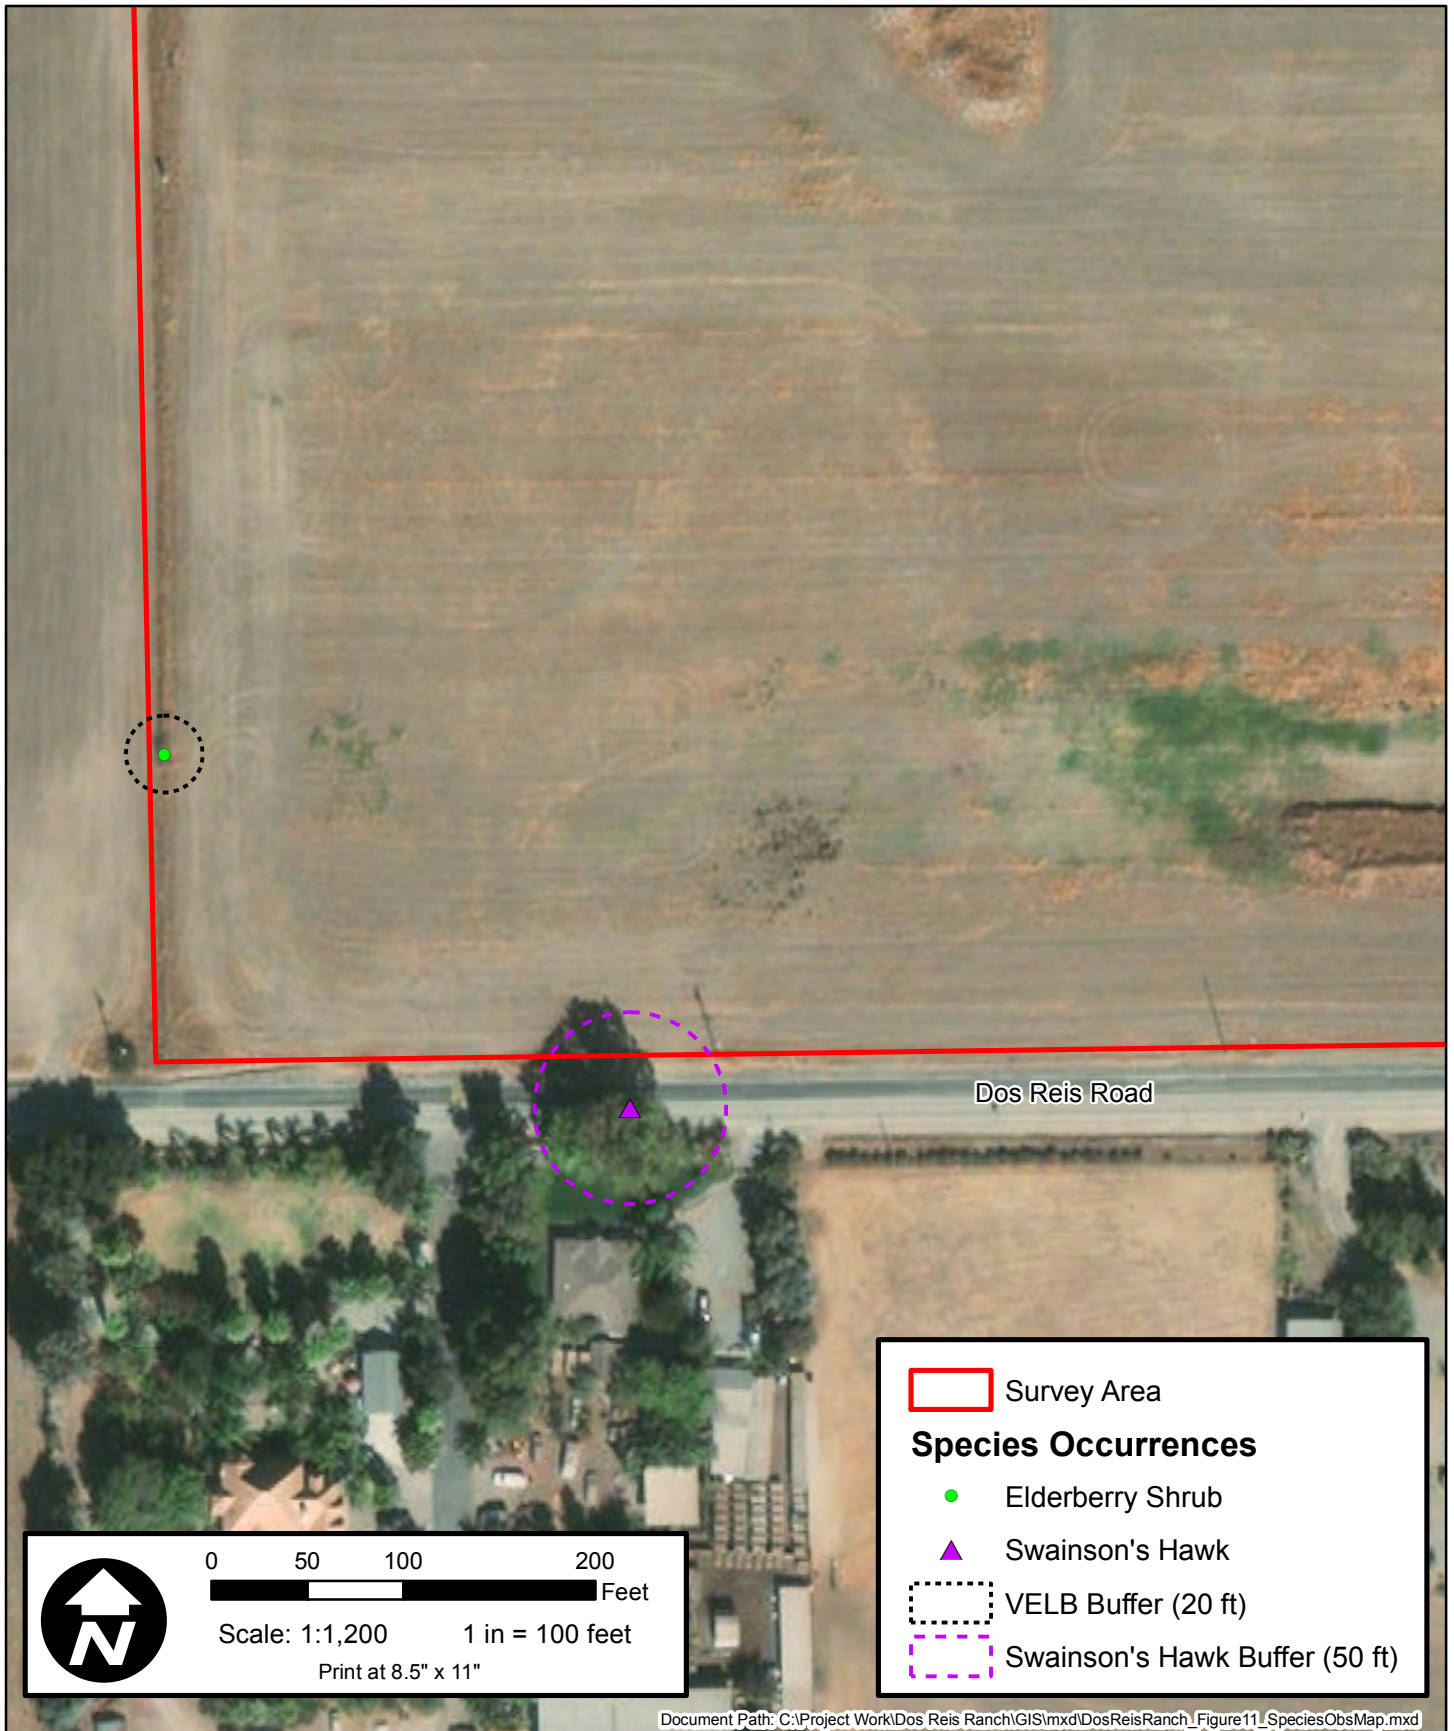 Dos Reis Road
Survey Area
Species Occurrences
Elderberry Shrub
Swainson's Hawk
VELB Buffer (20 ft)
Swainson's Hawk Buffer (50 ft)
0 50 100 200
Feet
N
Scale: 1:1,200 1 in = 100 feet
Print at 8.5" x 11"
Document Path: C:\Project Work\Dos Reis Ranch\GIS\mxd\DosReisRanch_Figure11_SpeciesObsMap.mxd